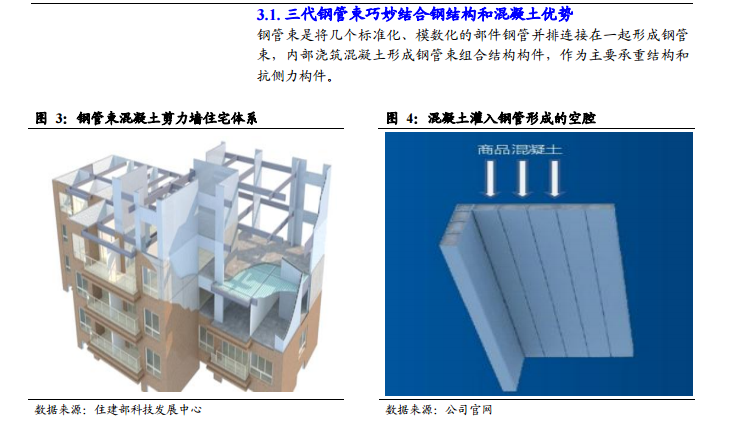 3.1. 三代钢管束巧妙结合钢结构和混凝土优势
钢管束是将几个标准化、模数化的部件钢管并排连接在一起形成钢管
束，内部浇筑混凝土形成钢管束组合结构构件，作为主要承重结构和
抗侧力构件。
图 3：钢管束混凝土剪力墙住宅体系
图 4：混凝土灌入钢管形成的空腔
商品混凝土
数据来源：住建部科技发展中心
数据来源：公司官网